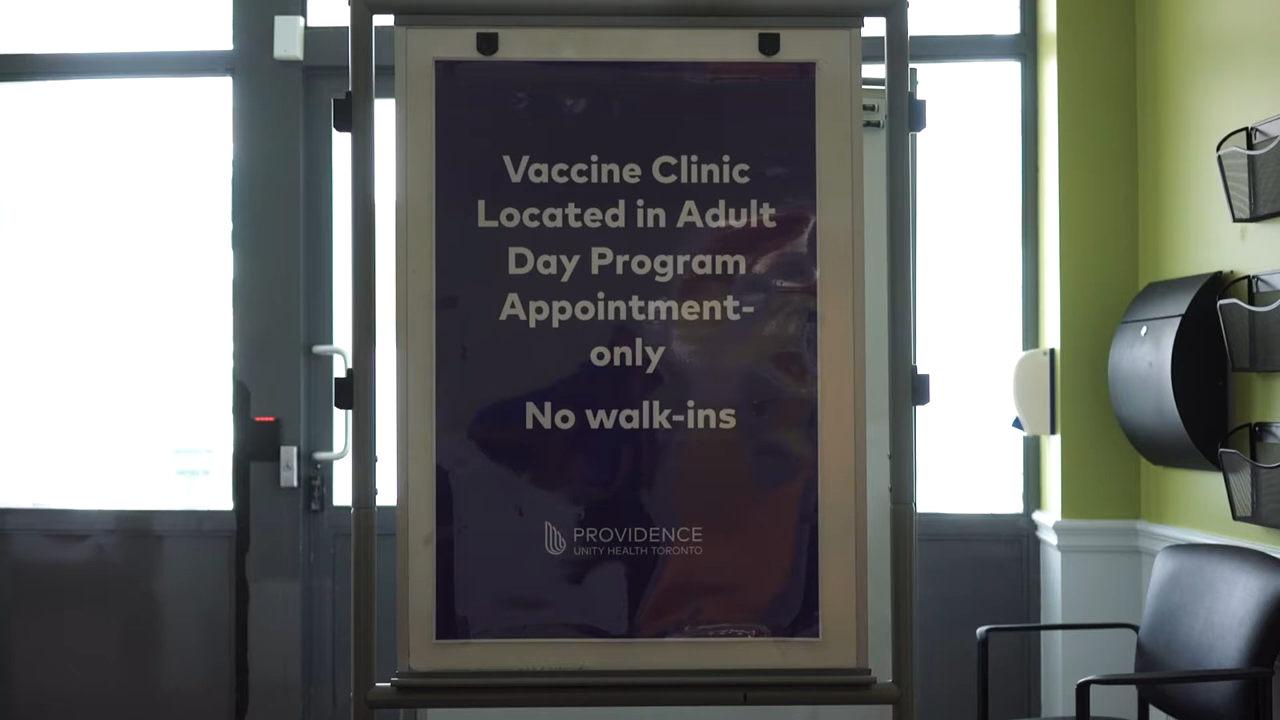 Vaccine Clinic
Located in Adult
Day Program
Appointment-
only
No walk-ins
PROVIDENCE
UNITY HEALTH TORONTO